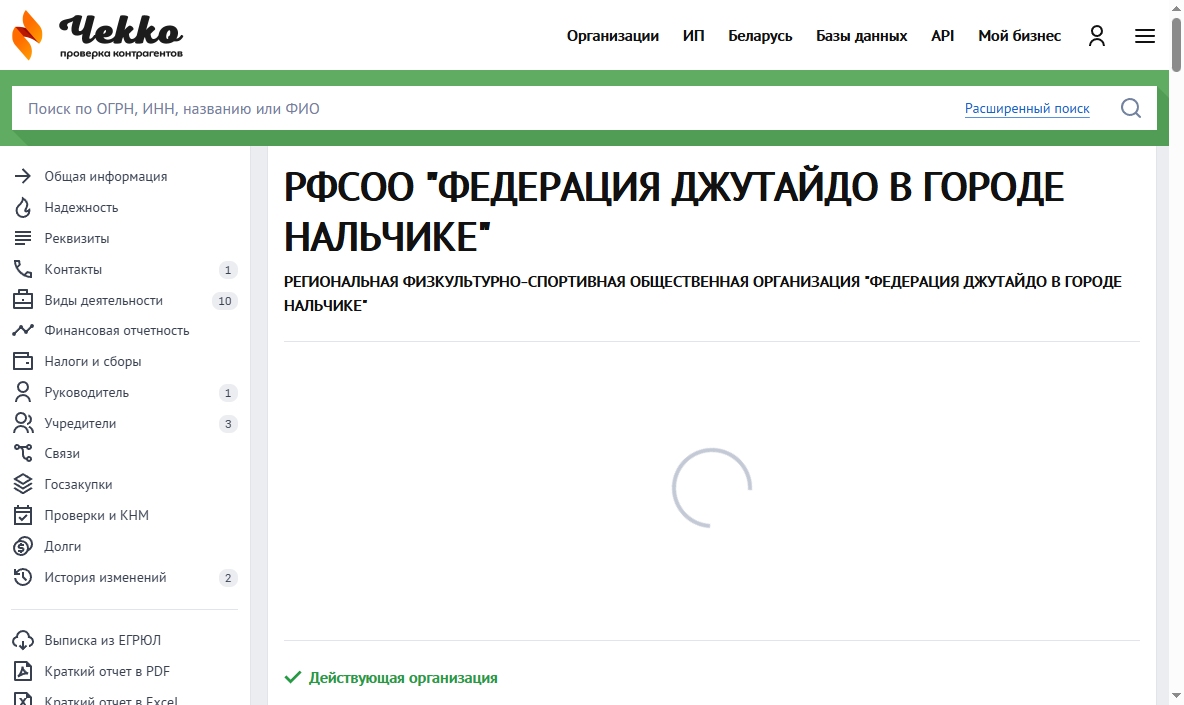 Чекко
проверка контрагентов
Организации ИП Беларусь Базы данных API Мой бизнес
Поиск по ОГРН, ИНН, названию или ФИО Расширенный поиск
Общая информация
Надежность
Реквизиты
Контакты 1
Виды деятельности 10
Финансовая отчетность
Налоги и сборы
Руководитель 1
Учредители 3
Связи
Госзакупки
Проверки и КНМ
Долги
История изменений 2
Выписка из ЕГРЮЛ
Краткий отчет в PDF
Краткий отчет в Excel
РФСОО "ФЕДЕРАЦИЯ ДЖУТАЙДО В ГОРОДЕ
НАЛЬЧИКЕ"
РЕГИОНАЛЬНАЯ ФИЗКУЛЬТУРНО-СПОРТИВНАЯ ОБЩЕСТВЕННАЯ ОРГАНИЗАЦИЯ "ФЕДЕРАЦИЯ ДЖУТАЙДО В ГОРОДЕ
НАЛЬЧИКЕ"
Действующая организация